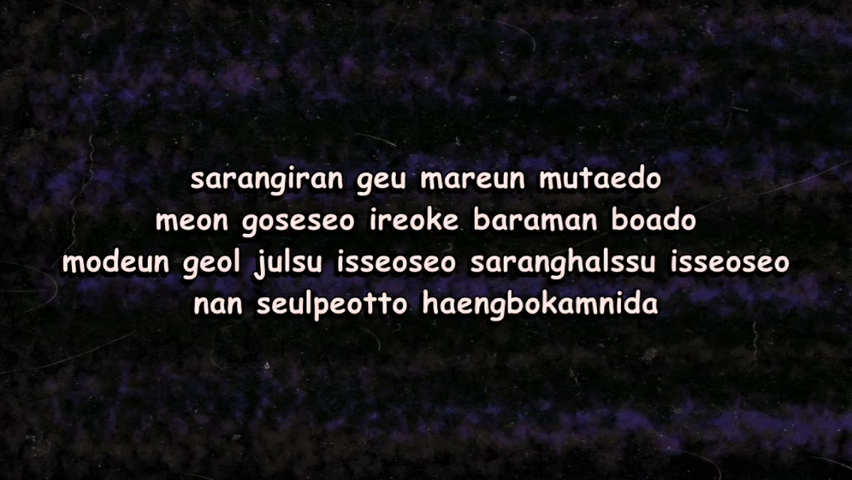 sarangiran geu mareun mutaedo
meon goseseo ireoke baraman boado
modeun geol julsu isseoseo saranghalssu isseoseo
nan seulpeotto haengbokamnida